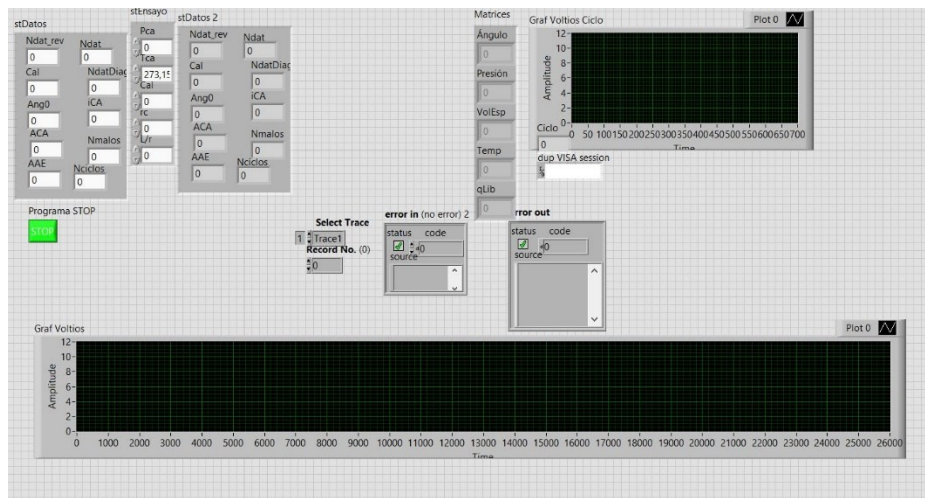 stDatos
Ndat_rev Ndat
0 0
Cal NdatDiag
0 0
Ang0 iCA
0 0
ACA Nmalos
0 0
AAE Nciclos
0 0
stEnsayo
Pca
0
Tca
273,15
Cal
0
rc
0
L/r
0
stDatos 2
Ndat_rev Ndat
0 0
Cal NdatDiag
0 0
Ang0 iCA
0 0
ACA Nmalos
0 0
AAE Nciclos
0 0
Matrices
Ángulo
0
Presión
0
VolEsp
0
Temp
0
qLib
0
Graf Voltios Ciclo Plot 0
Amplitude
12
10
8
6
4
2
0
0 50 100 150 200 250 300 350 400 450 500 550 600 650 700
Time
Ciclo
0
dup VISA session
Programa STOP
STOP
Select Trace
1 Trace1
Record No. (0)
0
error in (no error) 2
status code
0
source
rror out
status code
0
source
Graf Voltios Plot 0
Amplitude
12
10
8
6
4
2
0
0 1000 2000 3000 4000 5000 6000 7000 8000 9000 10000 11000 12000 13000 14000 15000 16000 17000 18000 19000 20000 21000 22000 23000 24000 25000 26000
Time